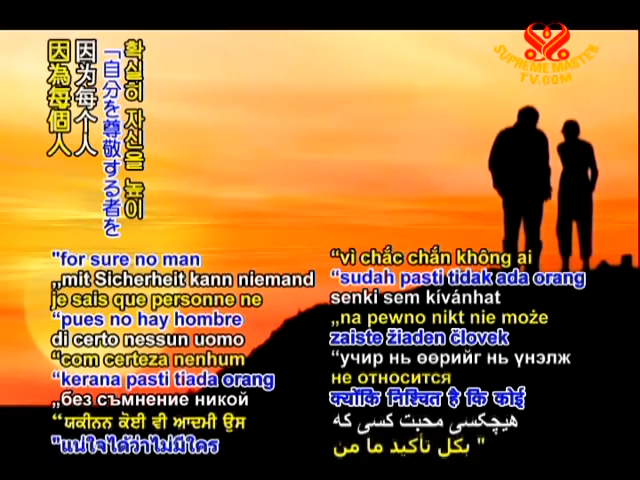 SUPREME MASTER
TV.COM
확실히 자신을 높이
「自分を尊敬する者を
因为每个人
因為每個人
"for sure no man
„mit Sicherheit kann niemand
je sais que personne ne
“pues no hay hombre
di certo nessun uomo
“com certeza nenhum
“kerana pasti tiada orang
„без съмнение никой
“ਯਕੀਨਨ ਕੋਈ ਵੀ ਆਦਮੀ ਉਸ
"แน่ใจได้ว่าไม่มีใคร
“vì chắc chắn không ai
“sudah pasti tidak ada orang
senki sem kívánhat
„na pewno nikt nie może
zaiste žiaden človek
“учир нь өөрийг нь үнэлж
не относится
क्योंकि निश्चित है कि कोई
هیچکسی محبت کسی که
بكل تأكيد ما من "